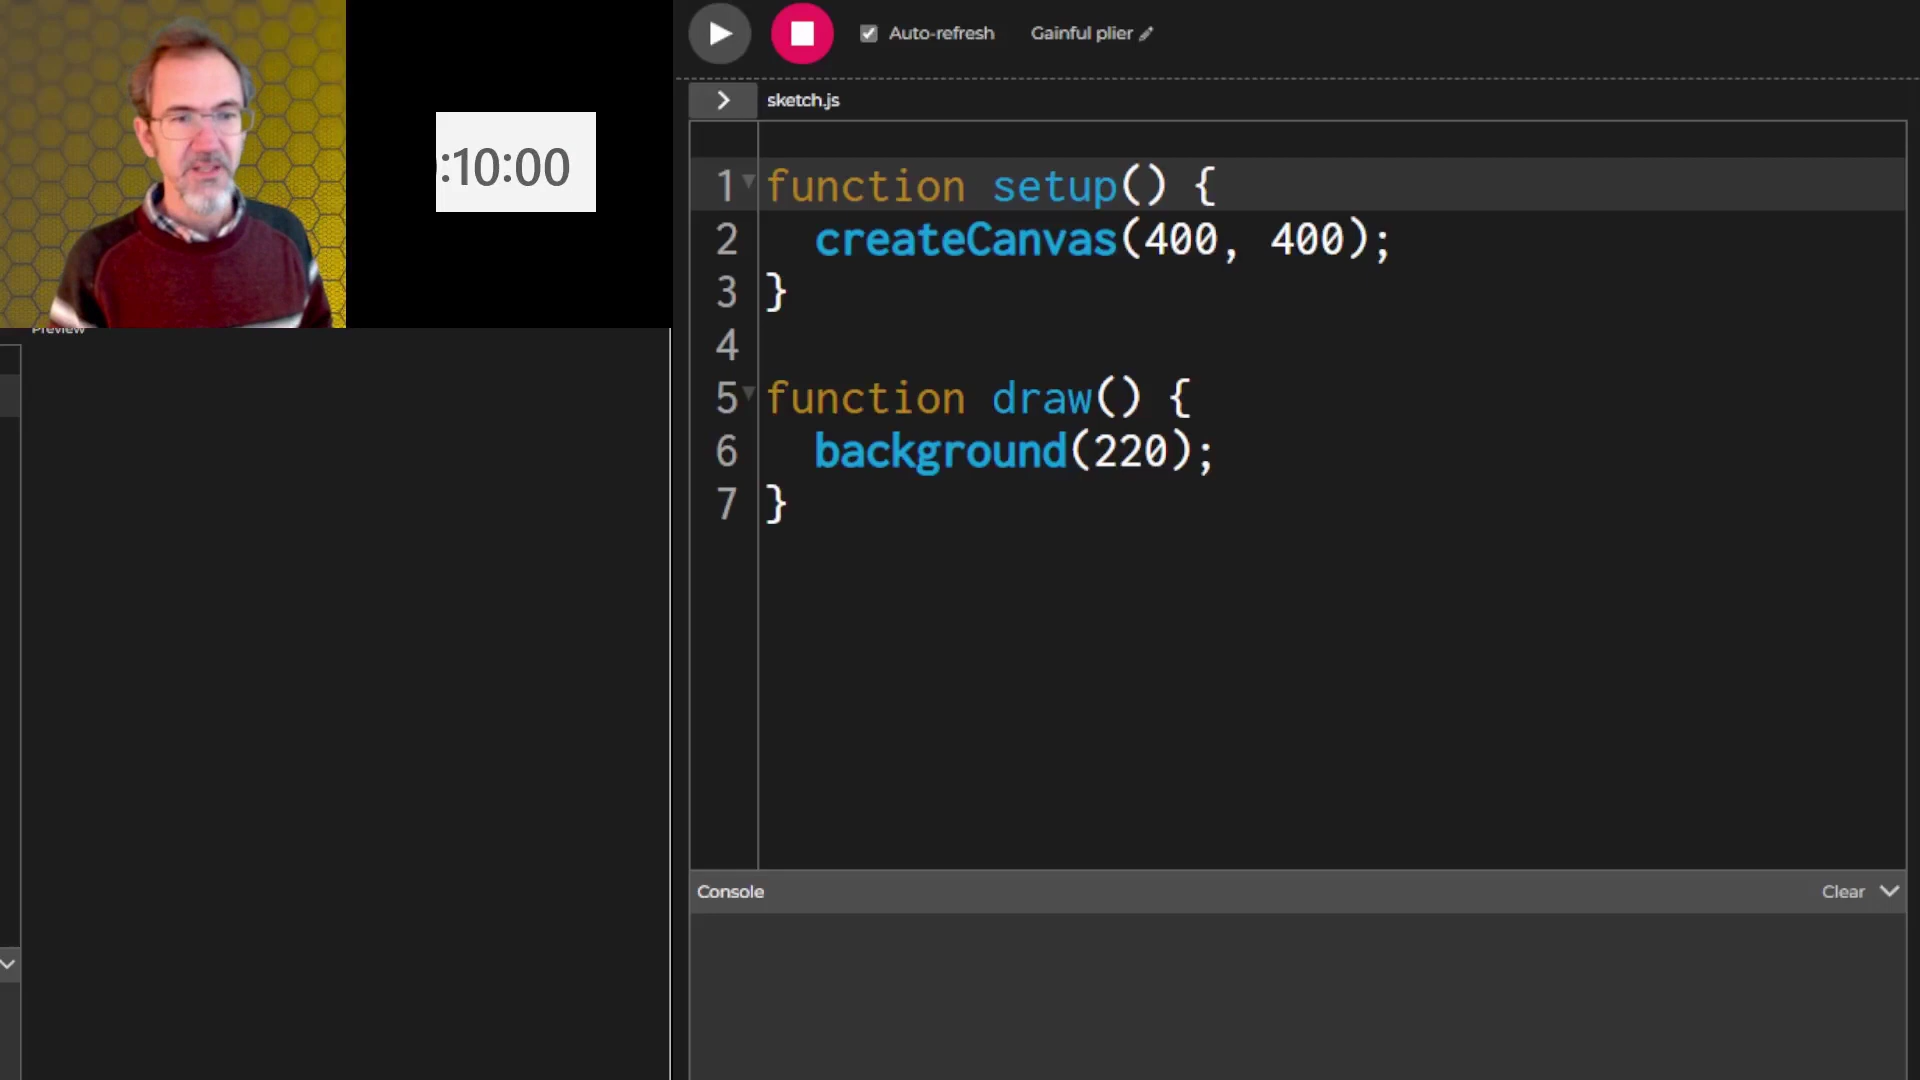 :10:00
Preview
Auto-refresh
Gainful plier
sketch.js
1 function setup() {
2 createCanvas(400, 400);
3 }
4
5 function draw() {
6 background(220);
7 }
Console
Clear